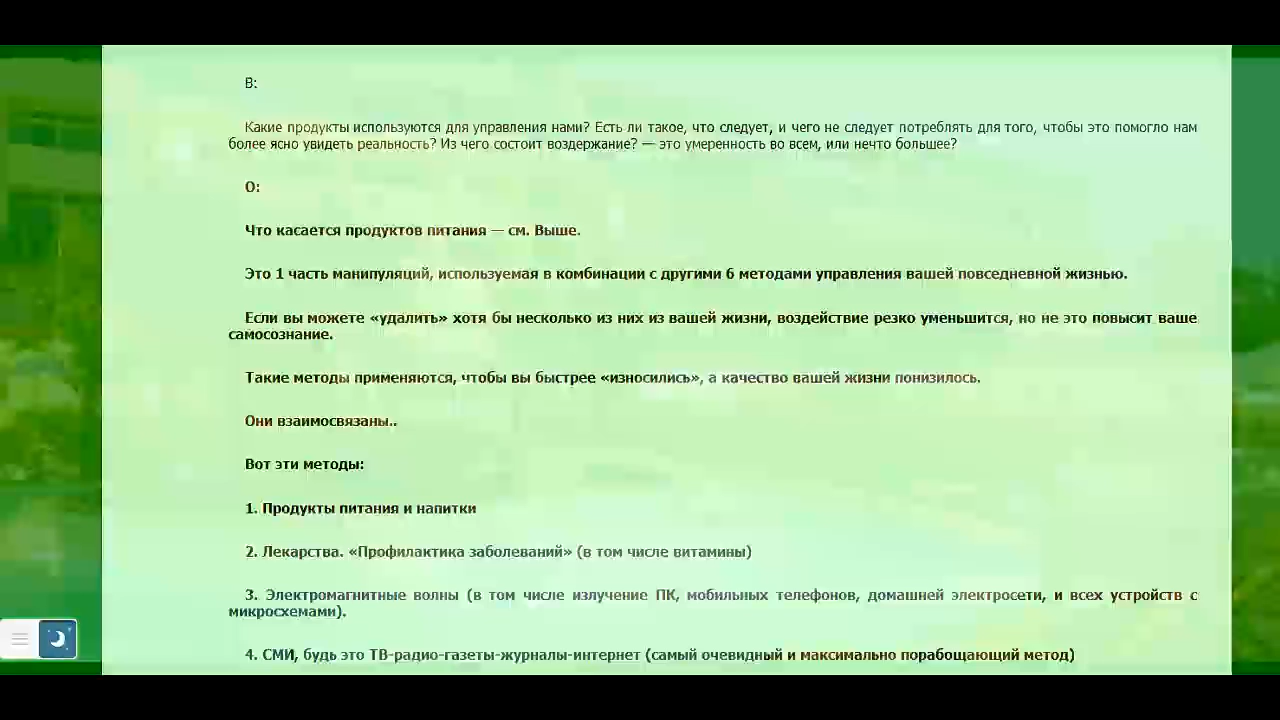 В:
Какие продукты используются для управления нами? Есть ли такое, что следует, и чего не следует потреблять для того, чтобы это помогло нам
более ясно увидеть реальность? Из чего состоит воздержание? — это умеренность во всем, или нечто большее?
О:
Что касается продуктов питания — см. Выше.
Это 1 часть манипуляций, используемая в комбинации с другими 6 методами управления вашей повседневной жизнью.
Если вы можете «удалить» хотя бы несколько из них из вашей жизни, воздействие резко уменьшится, но не это повысит ваше
самосознание.
Такие методы применяются, чтобы вы быстрее «износились», а качество вашей жизни понизилось.
Они взаимосвязаны..
Вот эти методы:
1. Продукты питания и напитки
2. Лекарства. «Профилактика заболеваний» (в том числе витамины)
3. Электромагнитные волны (в том числе излучение ПК, мобильных телефонов, домашней электросети, и всех устройств с
микросхемами).
4. СМИ, будь это ТВ-радио-газеты-журналы-интернет (самый очевидный и максимально порабощающий метод)